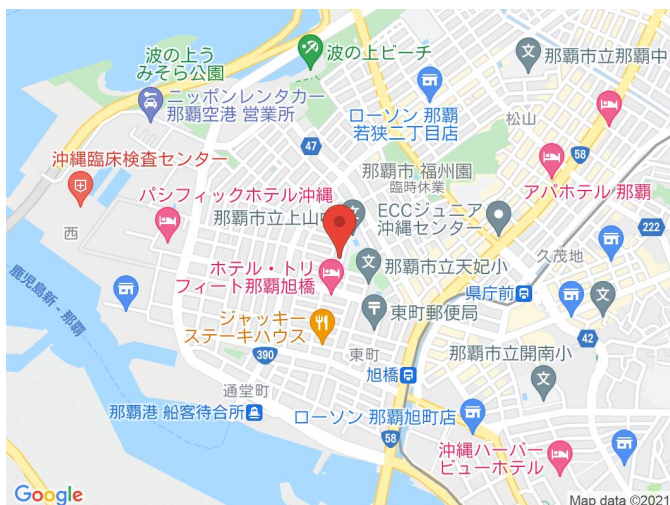 波の上う
みそら公園
波の上ビーチ
那覇市立那覇中
ニッポンレンタカー
那覇空港 営業所
ローソン 那覇
若狭二丁目店
松山
47
58
沖縄臨床検査センター
那覇市 福州園
臨時休業
アパホテル 那覇
パシフィックホテル沖縄
那覇市立上山中
ECCジュニア
沖縄センター
222
西
久茂地
ホテル・トリ
フィート那覇旭橋
那覇市立天妃小
県庁前
鹿児島新-那覇
東町郵便局
ジャッキー
ステーキハウス
42
那覇市立開南小
390
東町
旭橋
通堂町
那覇港 船客待合所
ローソン 那覇旭町店
58
沖縄ハーバー
ビューホテル
Google
Map data ©2021